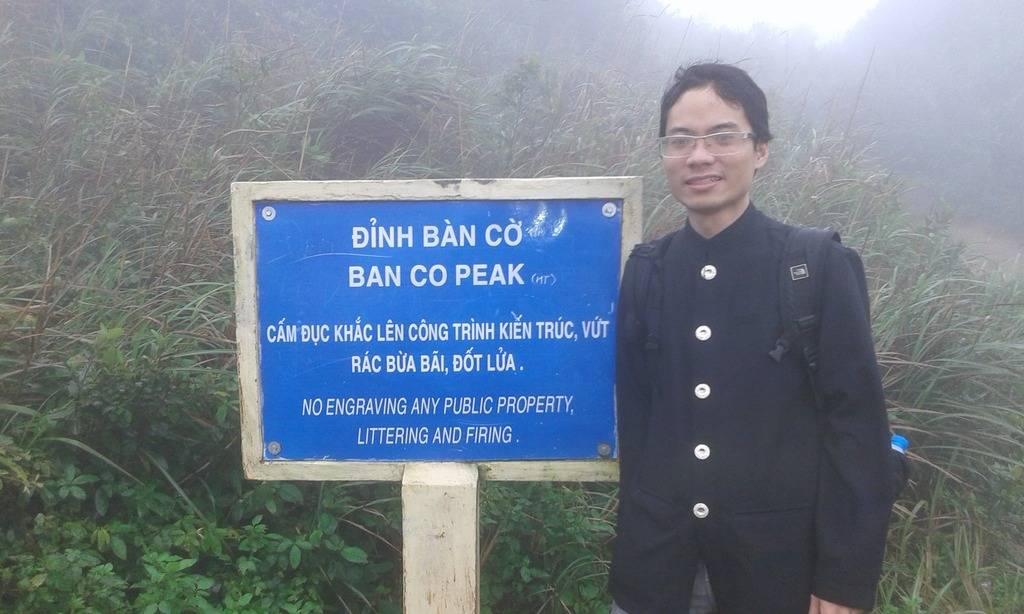 ĐỈNH BÀN CỜ
BAN CO PEAK (MT)
CẤM ĐỤC KHẮC LÊN CÔNG TRÌNH KIẾN TRÚC, VỨT
RÁC BỪA BÃI, ĐỐT LỬA .
NO ENGRAVING ANY PUBLIC PROPERTY,
LITTERING AND FIRING .